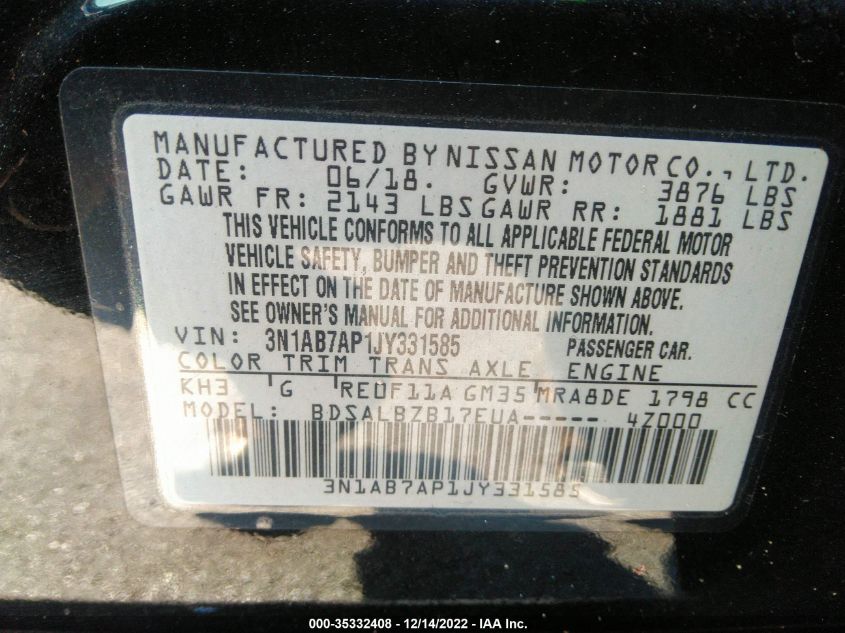 MANUFACTURED BY NISSAN MOTOR CO., LTD.
DATE: 06/18. GVWR: 3876 LBS
GAWR FR: 2143 LBS GAWR RR: 1881 LBS
THIS VEHICLE CONFORMS TO ALL APPLICABLE FEDERAL MOTOR
VEHICLE SAFETY, BUMPER AND THEFT PREVENTION STANDARDS
IN EFFECT ON THE DATE OF MANUFACTURE SHOWN ABOVE.
SEE OWNER'S MANUAL FOR ADDITIONAL INFORMATION.
VIN: 3N1AB7AP1JY331585 PASSENGER CAR.
COLOR TRIM TRANS AXLE ENGINE
KH3 G RE0F11A GM35 MRA8DE 1798 CC
MODEL: BDSALBZB17EUA----- 4Z000
3N1AB7AP1JY331585
000-35332408 - 12/14/2022 - IAA Inc.